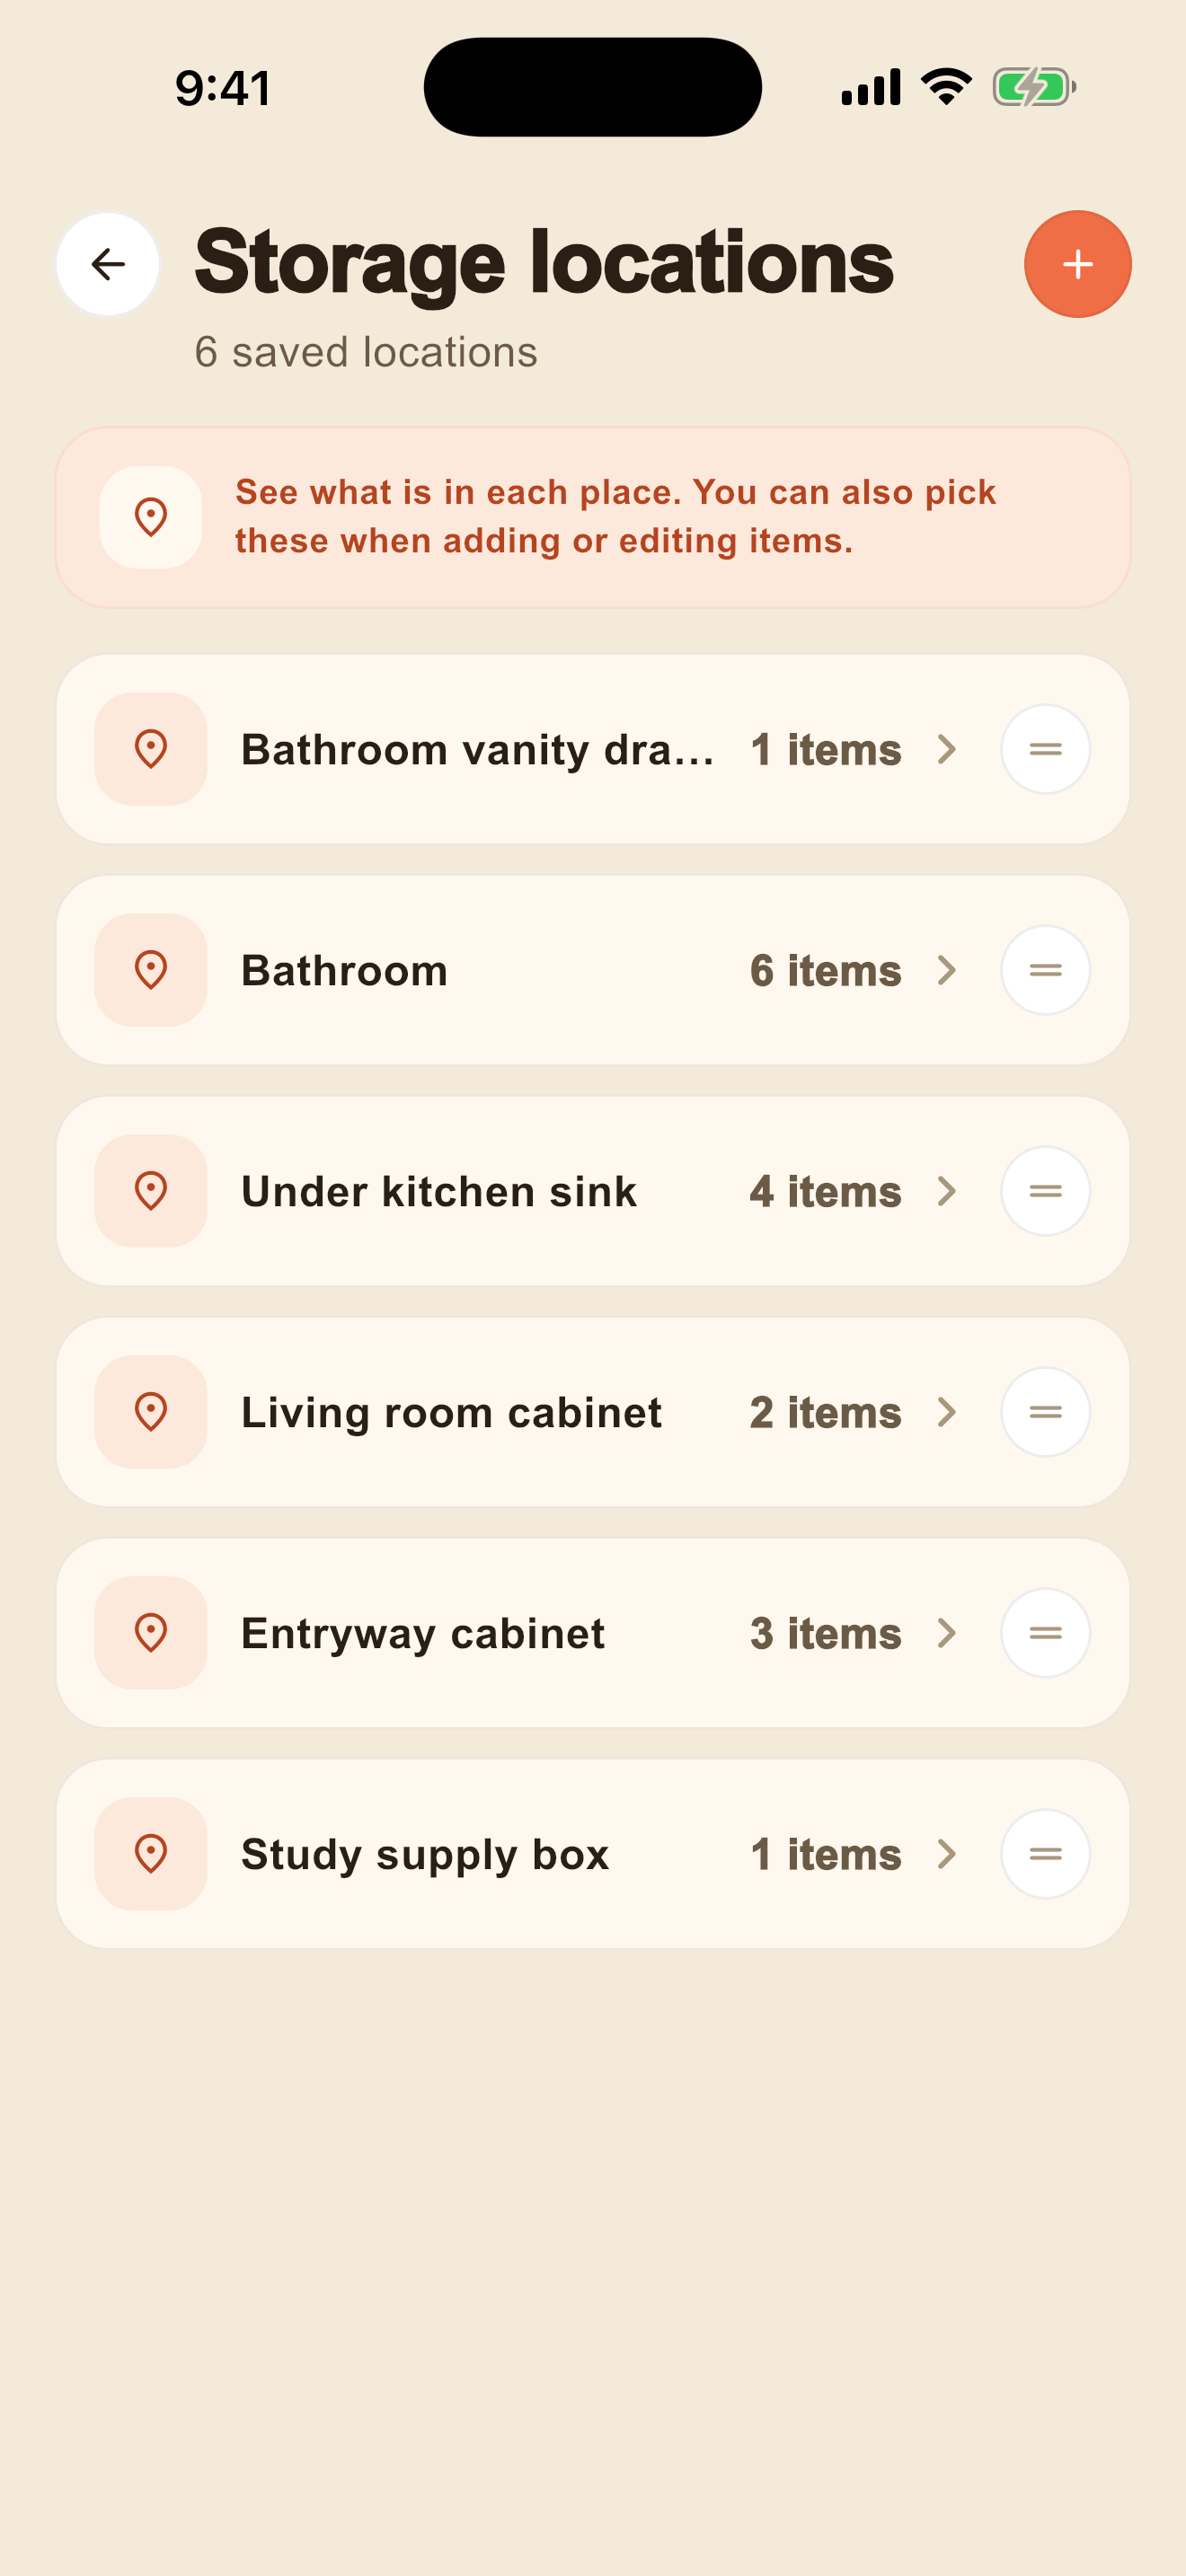 9:41
Storage locations
6 saved locations
See what is in each place. You can also pick
these when adding or editing items.
Bathroom vanity dra... 1 items
Bathroom 6 items
Under kitchen sink 4 items
Living room cabinet 2 items
Entryway cabinet 3 items
Study supply box 1 items